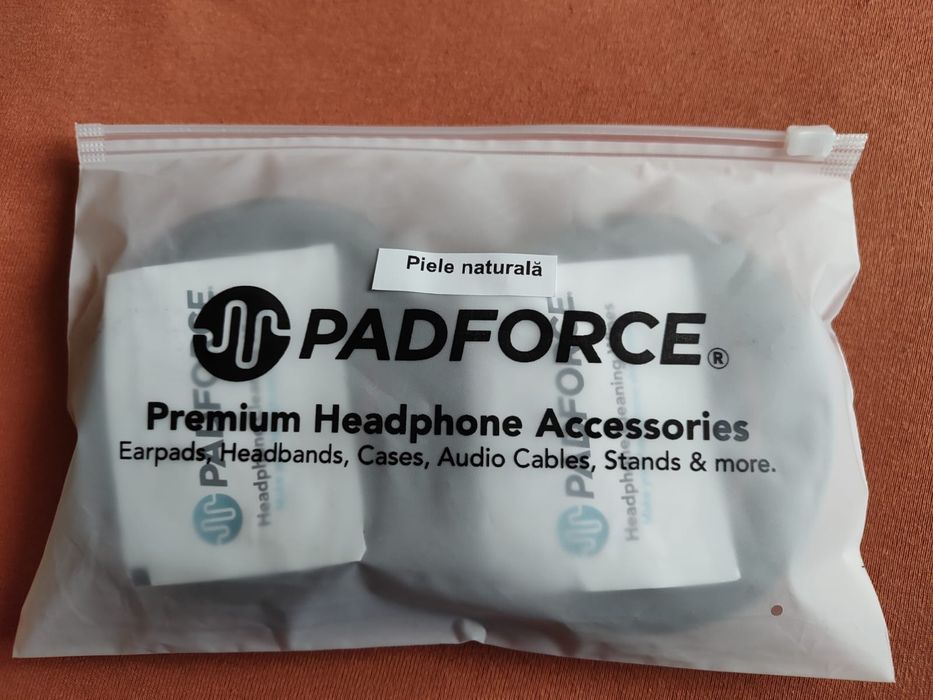 Piele naturală
PADFORCE®
Premium Headphone Accessories
Earpads, Headbands, Cases, Audio Cables, Stands & more.
PADFORCE
PADFORCE